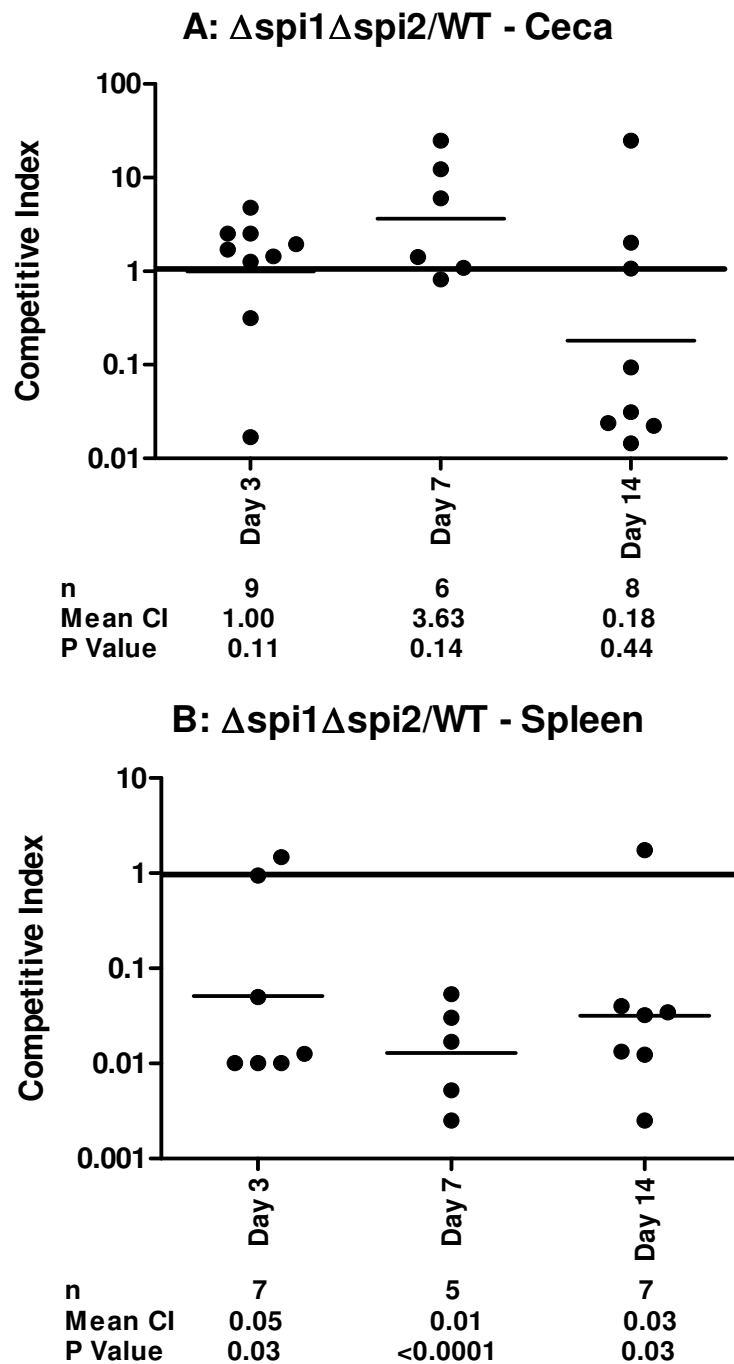 A: Δspi1Δspi2/WT - Ceca
Competitive Index
100
10
1
0.1
0.01
Day 3 Day 7 Day 14
n 9 6 8
Mean CI 1.00 3.63 0.18
P Value 0.11 0.14 0.44
B: Δspi1Δspi2/WT - Spleen
Competitive Index
10
1
0.1
0.01
0.001
Day 3 Day 7 Day 14
n 7 5 7
Mean CI 0.05 0.01 0.03
P Value 0.03 <0.0001 0.03